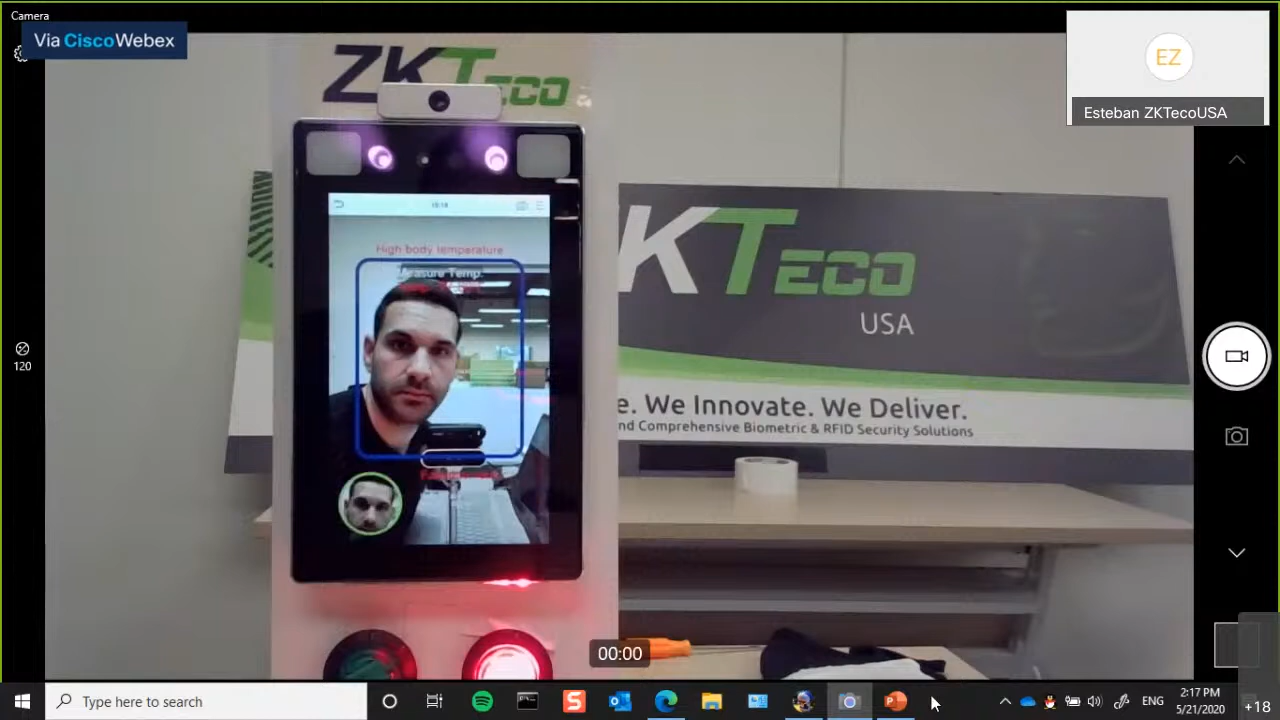 Camera
Via CiscoWebex
ZKTECO
EZ
Esteban ZKTecoUSA
High body temperature
Measure Temp.
KTECO
USA
e. We Innovate. We Deliver.
nd Comprehensive Biometric & RFID Security Solutions
120
00:00
Type here to search
ENG
2:17 PM
5/21/2020
+18